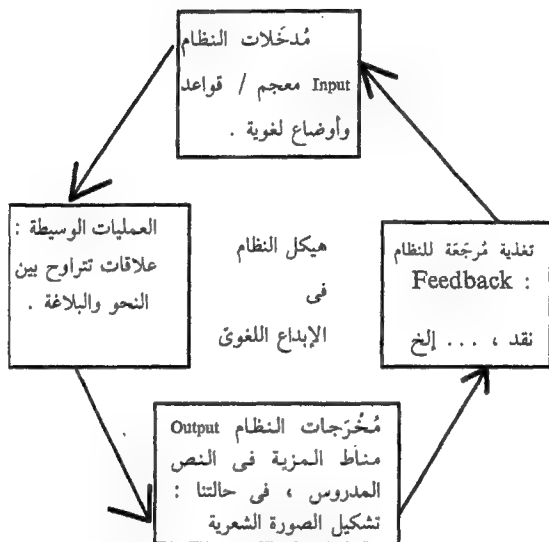 مُدخَلات النظام
Input معجم / قواعد
وأوضاع لغوية .
العمليات الوسيطة :
علاقات تتراوح بين
النحو والبلاغة .
هيكل النظام
فى
الإبداع اللغوىّ
تغذية مُرجَعَة للنظام
Feedback :
نقد ، ... إلخ
مُخُرَجات النظام Output
مناط المزية فى النص
المدروس ، فى حالتنا :
تشكيل الصورة الشعرية